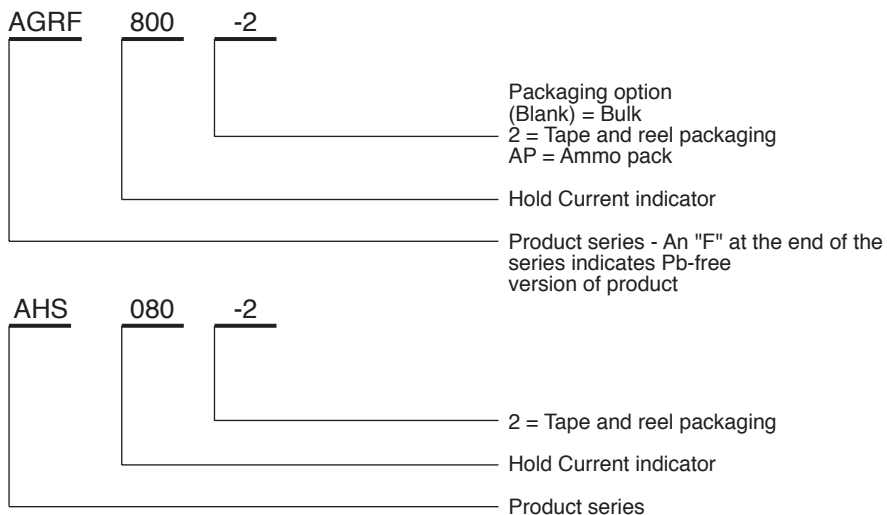 AGRF 800 -2
Packaging option
(Blank) = Bulk
2 = Tape and reel packaging
AP = Ammo pack
Hold Current indicator
Product series - An "F" at the end of the
series indicates Pb-free
version of product
AHS 080 -2
2 = Tape and reel packaging
Hold Current indicator
Product series